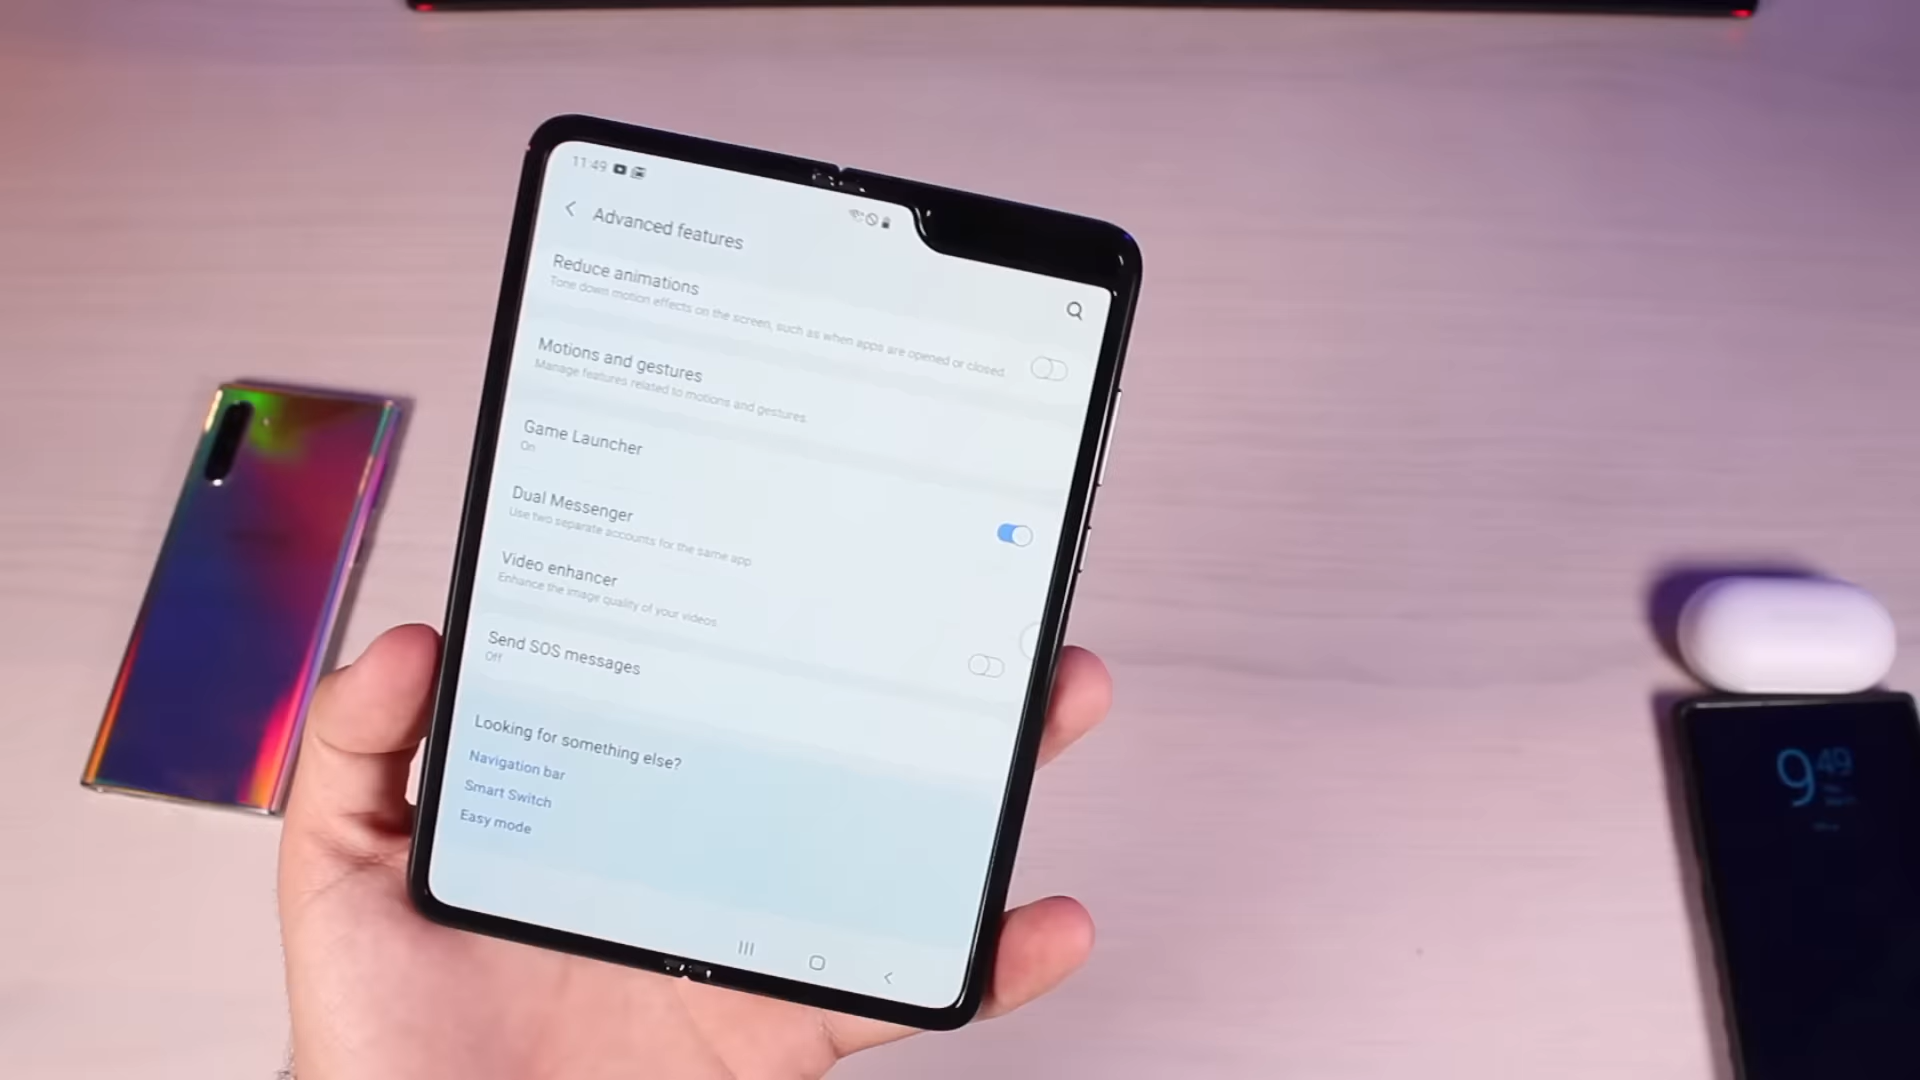 11:49
Advanced features
Reduce animations
Tone down motion effects on the screen, such as when apps are opened or closed.
Motions and gestures
Manage features related to motions and gestures.
Game Launcher
On
Dual Messenger
Use two separate accounts for the same app
Video enhancer
Enhance the image quality of your videos.
Send SOS messages
Off
Looking for something else?
Navigation bar
Smart Switch
Easy mode
9 49